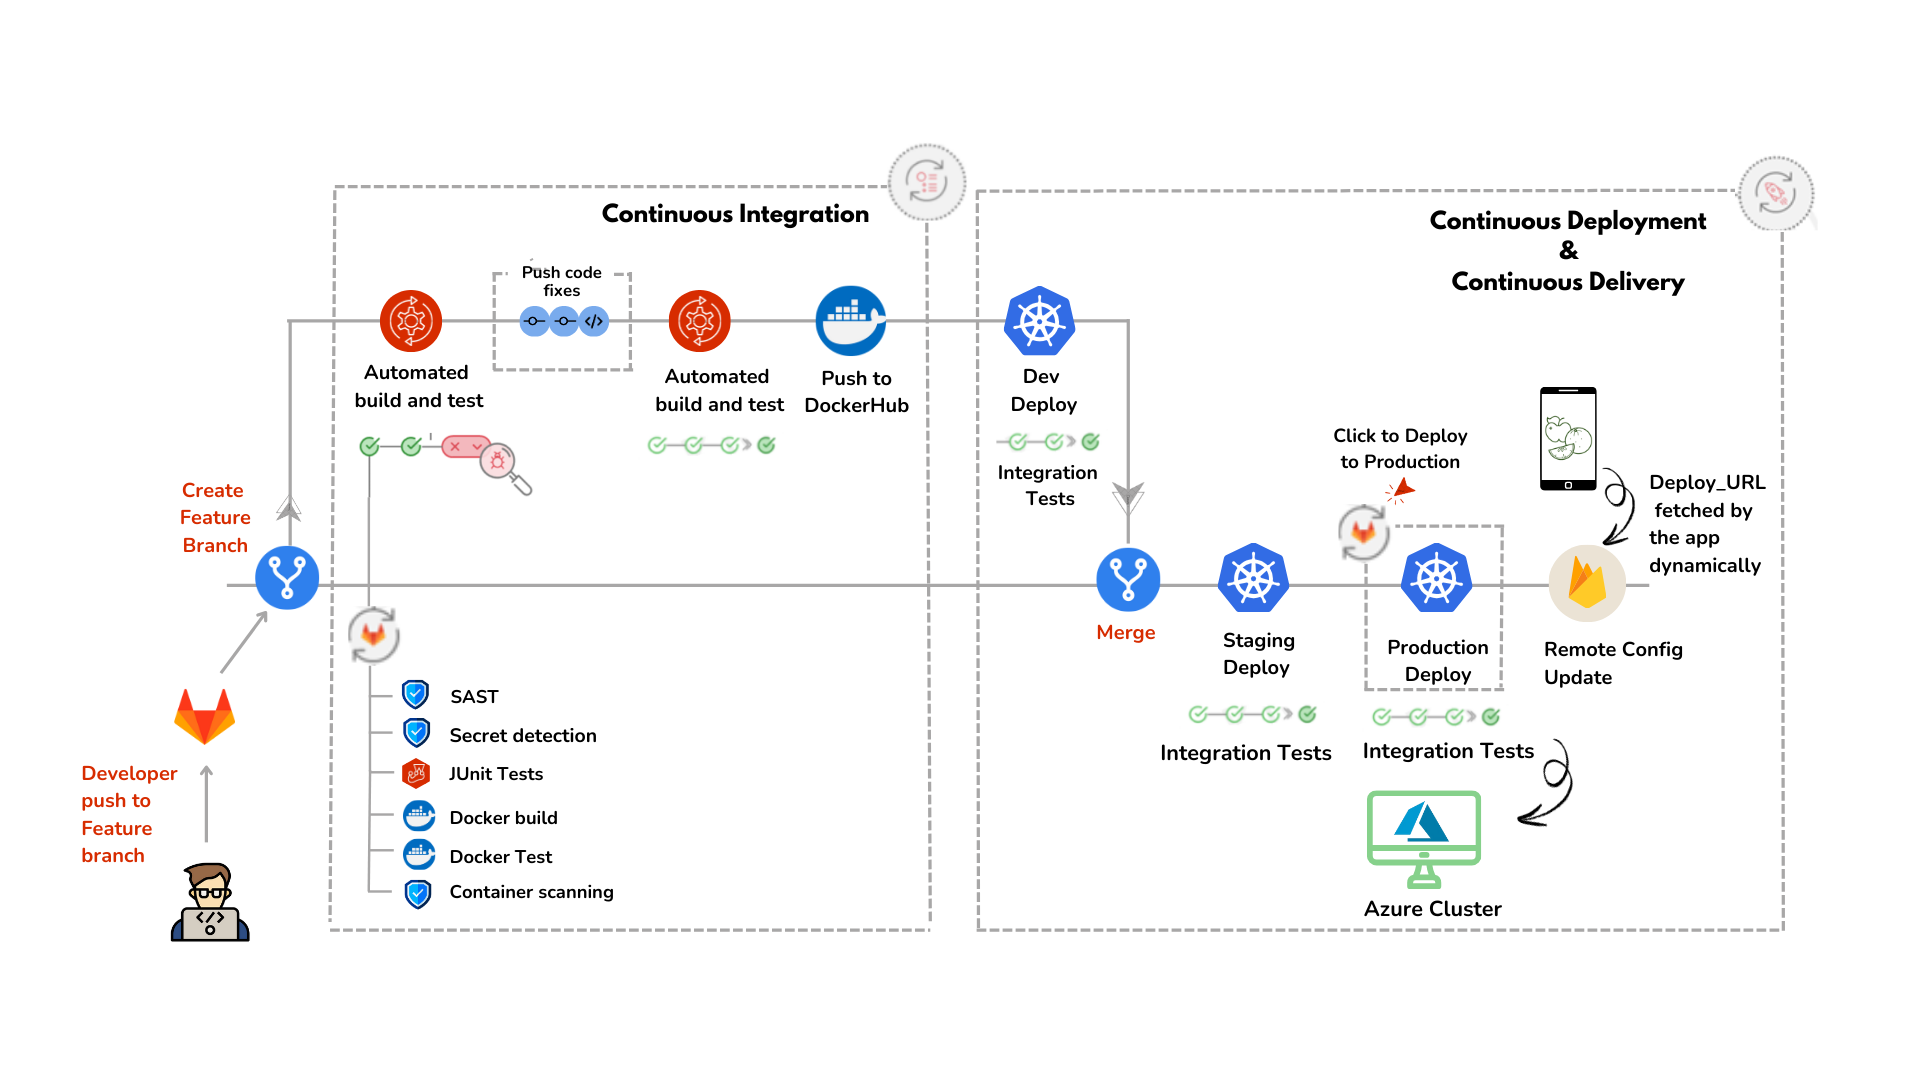 Continuous Integration
Continuous Deployment
&
Continuous Delivery
Push code
fixes
</>
Automated
build and test
Automated
build and test
Push to
DockerHub
Dev
Deploy
Integration
Tests
Click to Deploy
to Production
Deploy_URL
fetched by
the app
dynamically
Create
Feature
Branch
Merge
Staging
Deploy
Production
Deploy
Remote Config
Update
SAST
Secret detection
JUnit Tests
Docker build
Docker Test
Container scanning
Integration Tests
Integration Tests
Developer
push to
Feature
branch
</>
Azure Cluster